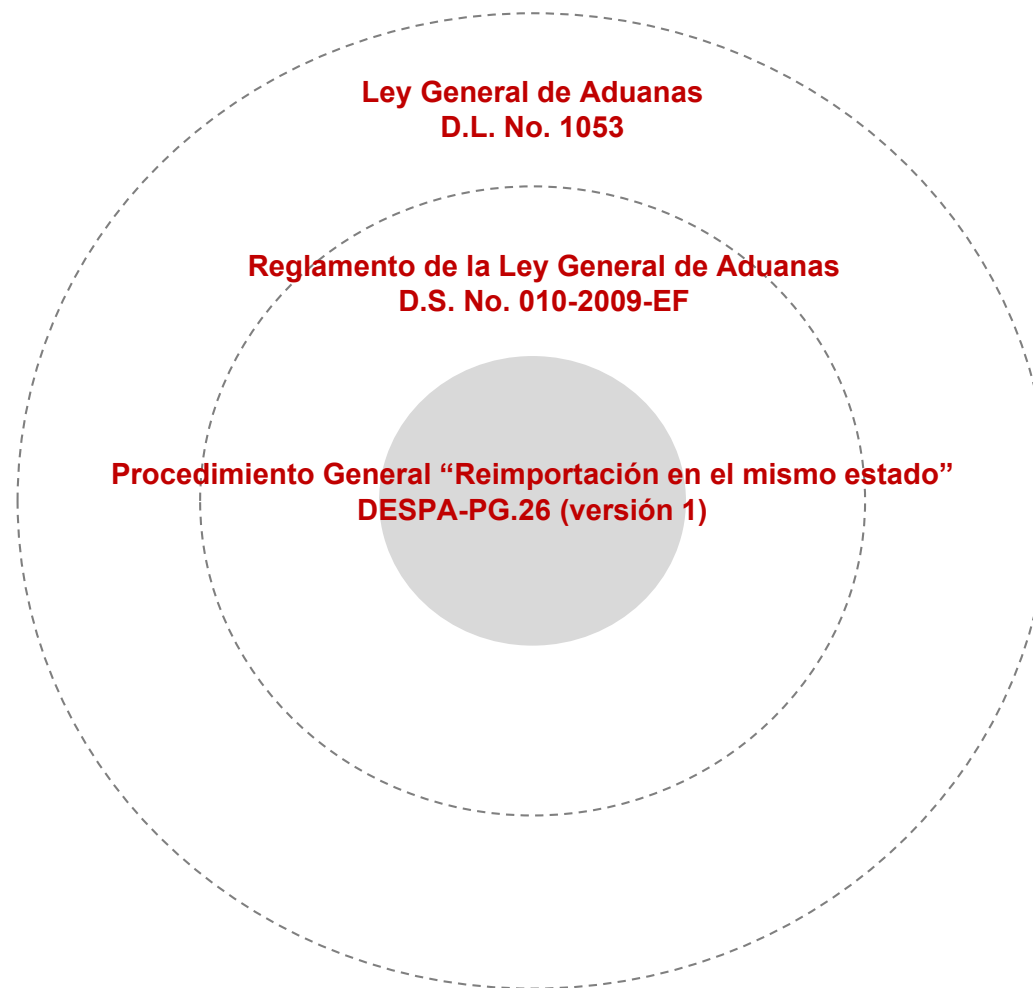 Ley General de Aduanas
D.L. No. 1053
Reglamento de la Ley General de Aduanas
D.S. No. 010-2009-EF
Procedimiento General “Reimportación en el mismo estado”
DESPA-PG.26 (versión 1)